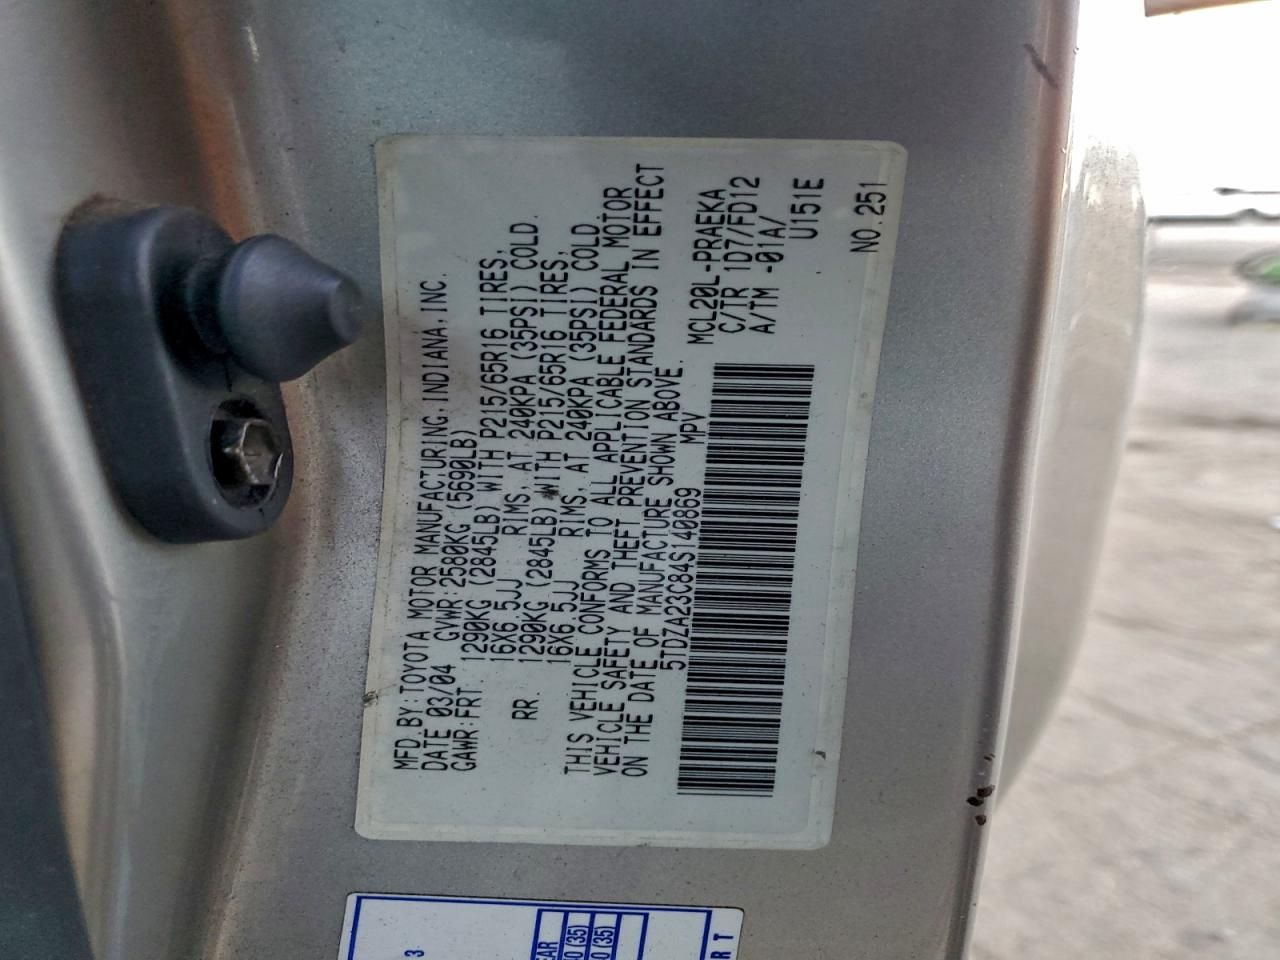 MFD. BY: TOYOTA MOTOR MANUFACTURING, INDIANA, INC.
DATE 03/04 GVWR: 2580KG (5690LB)
GAWR: FRT 1290KG (2845LB) WITH P215/65R16 TIRES,
16X6.5JJ RIMS, AT 240KPA (35PSI) COLD.
RR. 1290KG (2845LB) WITH P215/65R16 TIRES,
16X6.5JJ RIMS, AT 240KPA (35PSI) COLD.
THIS VEHICLE CONFORMS TO ALL APPLICABLE FEDERAL MOTOR
VEHICLE SAFETY AND THEFT PREVENTION STANDARDS IN EFFECT
ON THE DATE OF MANUFACTURE SHOWN ABOVE.
5TDZA23C84S140869 MPV
MCL20L-PRAEKA
C/TR 1D7/FD12
A/TM -01A/
U151E
NO.251
3
(35)
(35)